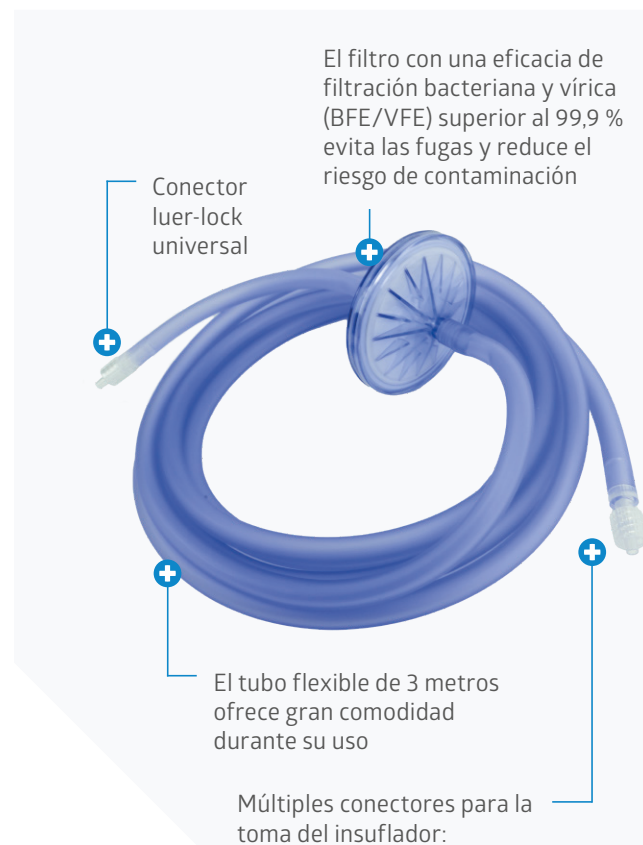 El filtro con una eficacia de
filtración bacteriana y vírica
(BFE/VFE) superior al 99,9 %
evita las fugas y reduce el
riesgo de contaminación
Conector
luer-lock
universal
El tubo flexible de 3 metros
ofrece gran comodidad
durante su uso
Múltiples conectores para la
toma del insuflador: